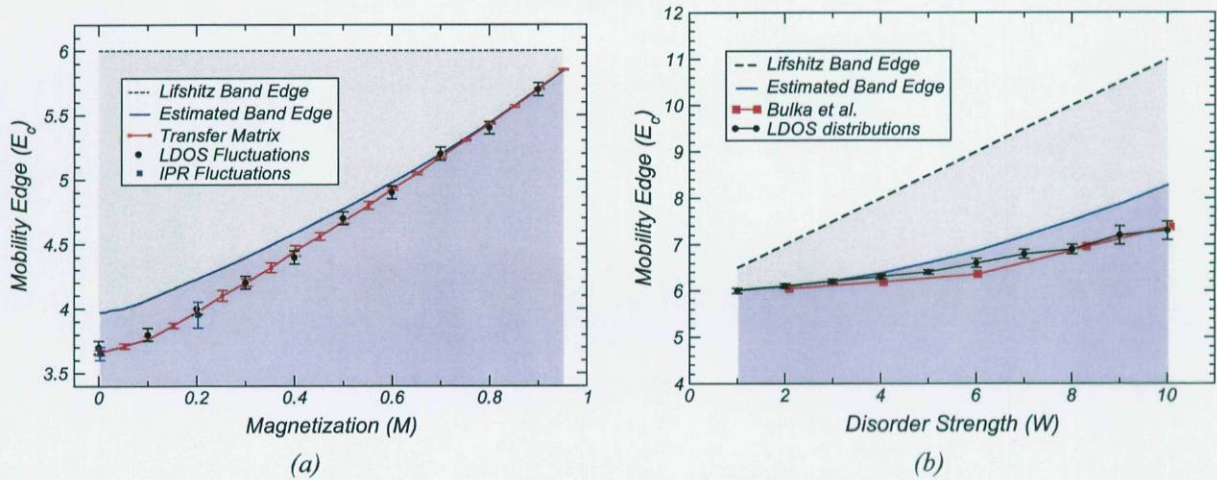 6
5.5
5
4.5
4
3.5
Mobility Edge (E_c)
Lifshitz Band Edge
Estimated Band Edge
Transfer Matrix
LDOS Fluctuations
IPR Fluctuations
0 0.2 0.4 0.6 0.8 1
Magnetization (M)
(a)
12
11
10
9
8
7
6
5
4
Mobility Edge (E_c)
Lifshitz Band Edge
Estimated Band Edge
Bulka et al.
LDOS distributions
0 2 4 6 8 10
Disorder Strength (W)
(b)